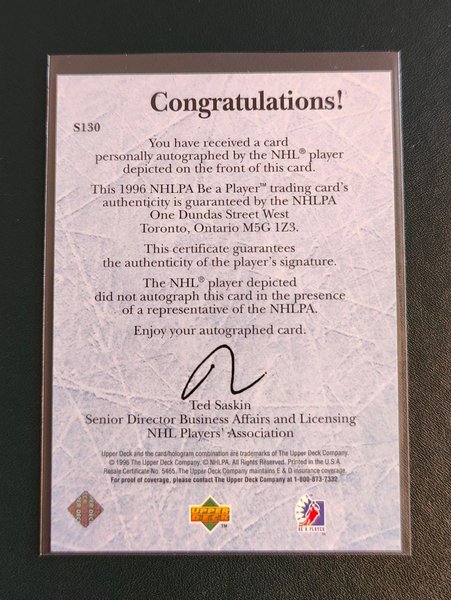 Congratulations!
S130
You have received a card
personally autographed by the NHL® player
depicted on the front of this card.
This 1996 NHLPA Be a Player™ trading card's
authenticity is guaranteed by the NHLPA
One Dundas Street West
Toronto, Ontario M5G 1Z3.
This certificate guarantees
the authenticity of the player's signature.
The NHL® player depicted
did not autograph this card in the presence
of a representative of the NHLPA.
Enjoy your autographed card.
Ted Saskin
Senior Director Business Affairs and Licensing
NHL Players' Association
Upper Deck and the card/hologram combination are trademarks of The Upper Deck Company.
© 1996 The Upper Deck Company. © NHLPA. All Rights Reserved. Printed in the U.S.A.
Resale Certificate No. 5465. The Upper Deck Company maintains E & O insurance coverage.
For proof of coverage, please contact The Upper Deck Company at 1-800-873-7332.
UPPER DECK ™
BE A PLAYER